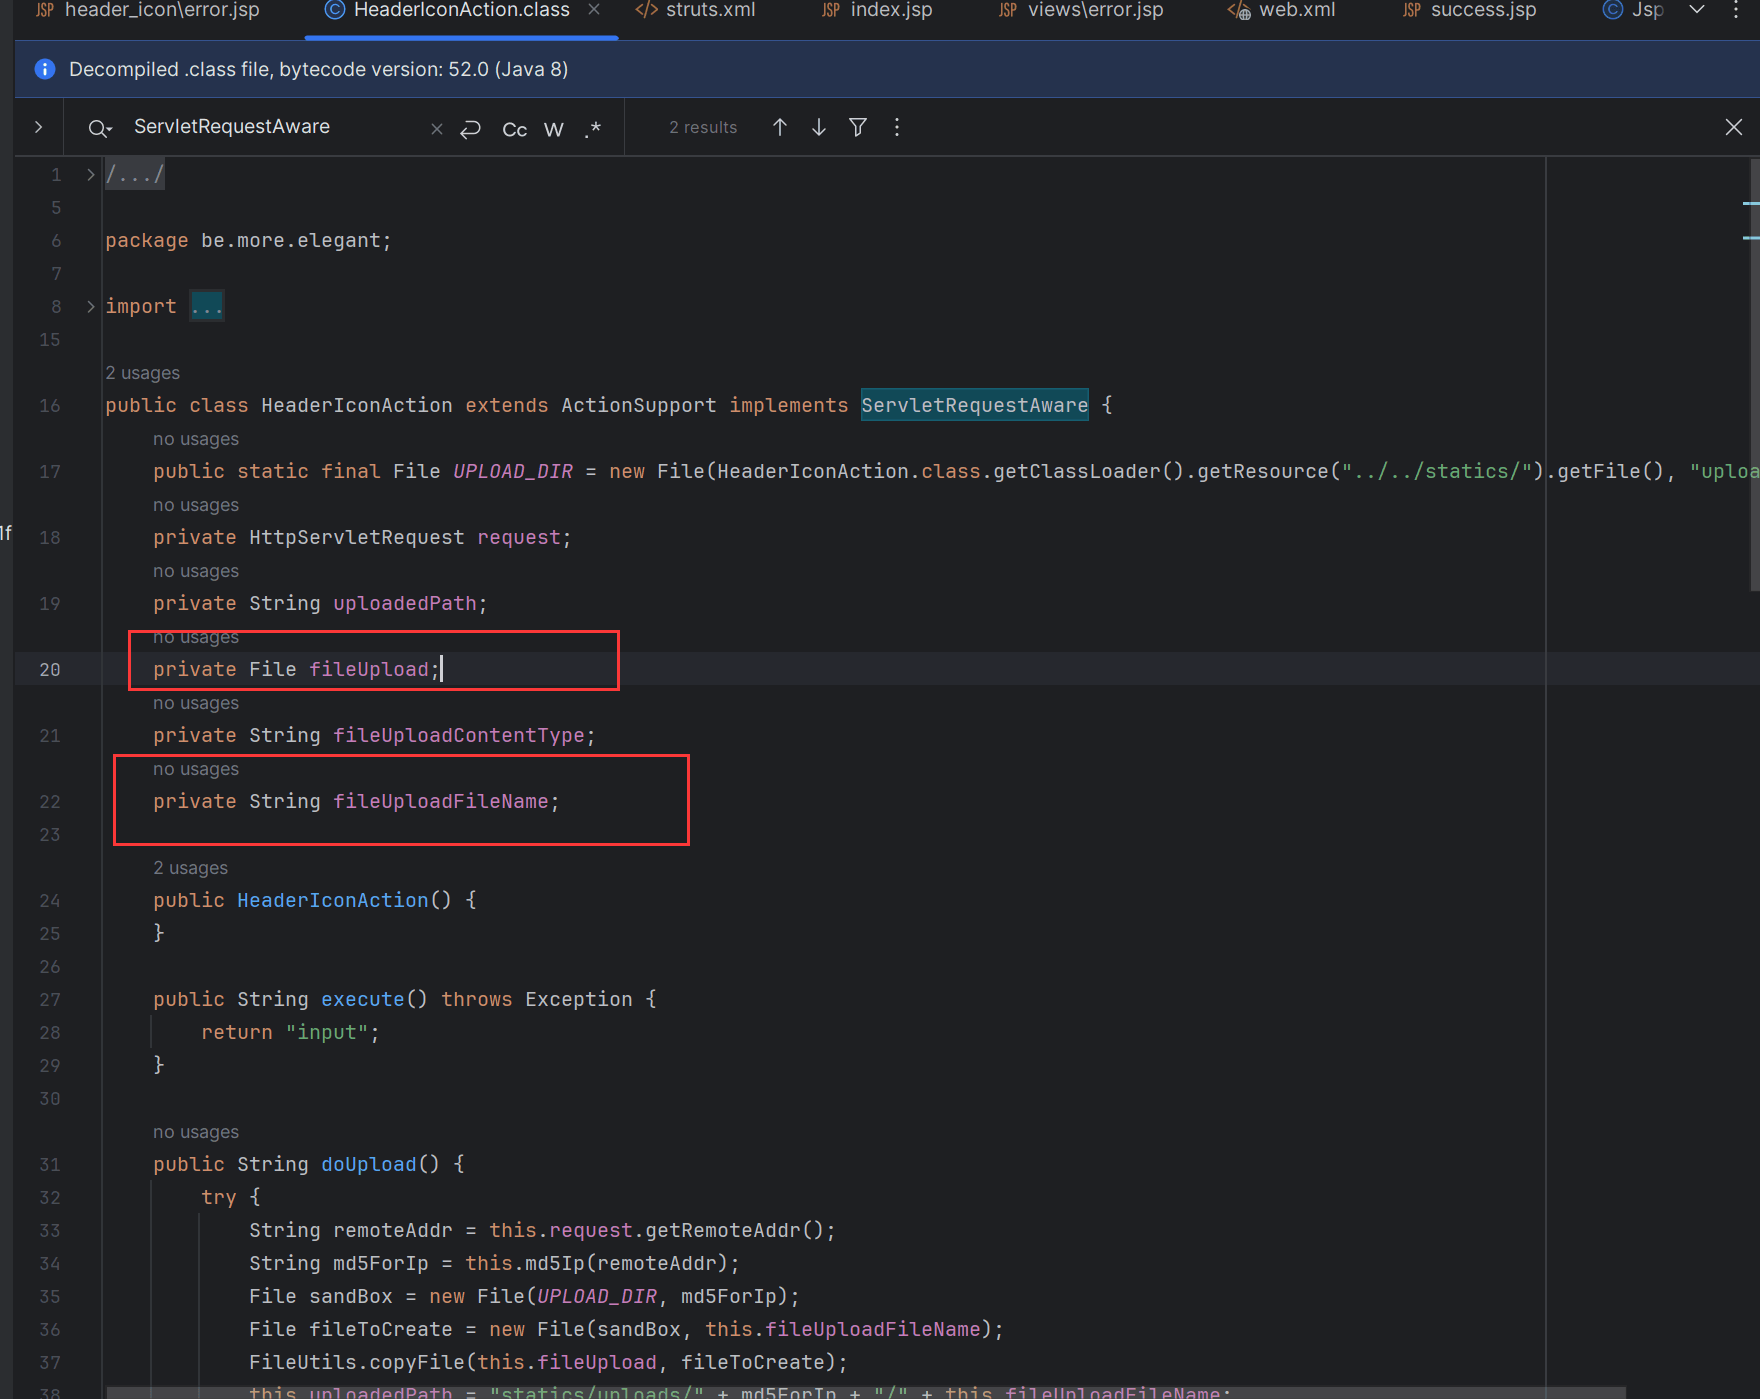 JSP header_icon\error.jsp HeaderIconAction.class </> struts.xml JSP index.jsp JSP views\error.jsp web.xml JSP success.jsp Jsp
Decompiled .class file, bytecode version: 52.0 (Java 8)
ServletRequestAware Cc W .* 2 results
1 /.../
5
6 package be.more.elegant;
7
8 import ...
15
2 usages
16 public class HeaderIconAction extends ActionSupport implements ServletRequestAware {
no usages
17 public static final File UPLOAD_DIR = new File(HeaderIconAction.class.getClassLoader().getResource("../../statics/").getFile(), "uploa
no usages
18 private HttpServletRequest request;
no usages
19 private String uploadedPath;
no usages
20 private File fileUpload;
no usages
21 private String fileUploadContentType;
no usages
22 private String fileUploadFileName;
23
2 usages
24 public HeaderIconAction() {
25 }
26
27 public String execute() throws Exception {
28 return "input";
29 }
30
no usages
31 public String doUpload() {
32 try {
33 String remoteAddr = this.request.getRemoteAddr();
34 String md5ForIp = this.md5Ip(remoteAddr);
35 File sandBox = new File(UPLOAD_DIR, md5ForIp);
36 File fileToCreate = new File(sandBox, this.fileUploadFileName);
37 FileUtils.copyFile(this.fileUpload, fileToCreate);
38 this.uploadedPath = "statics/uploads/" + md5ForIp + "/" + this.fileUploadFileName;